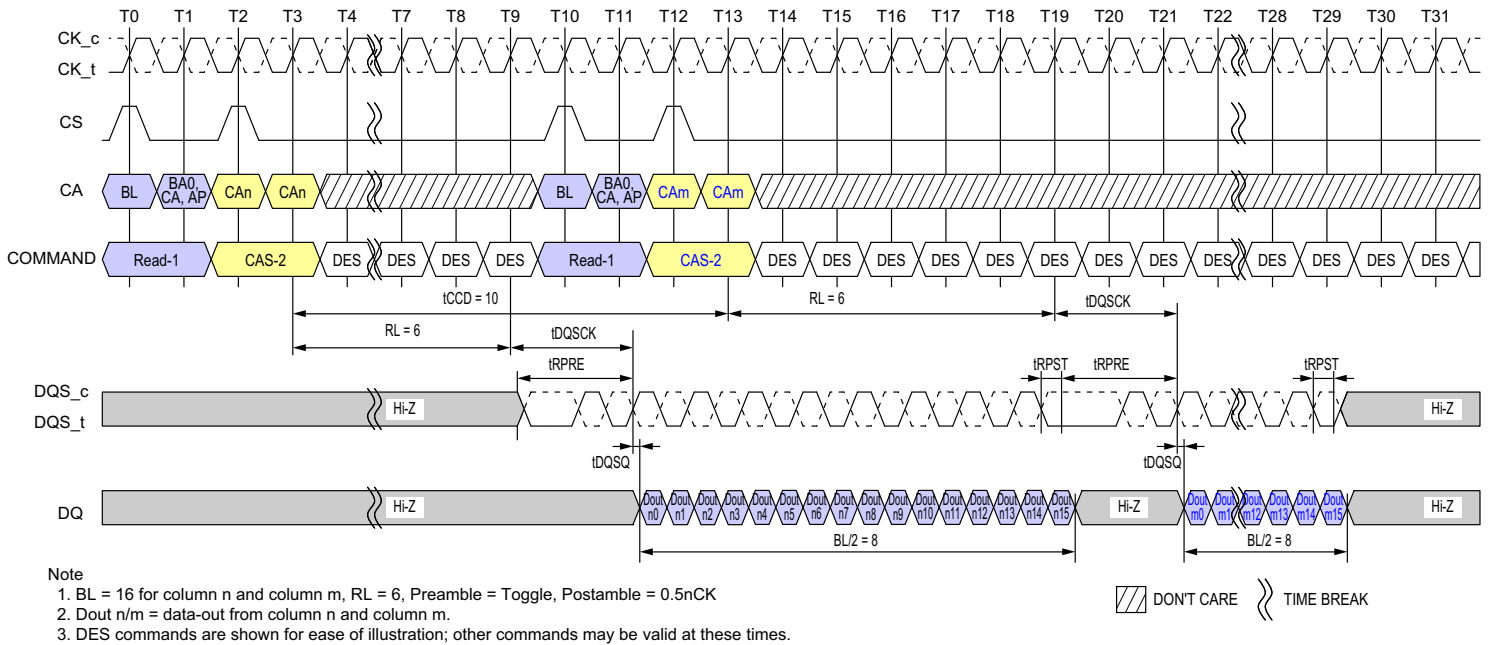 T0 T1 T2 T3 T4 T7 T8 T9 T10 T11 T12 T13 T14 T15 T16 T17 T18 T19 T20 T21 T22 T28 T29 T30 T31
CK_c
CK_t
CS
CA BL BA0, CA, AP CAn CAn BL BA0, CA, AP CAm CAm
COMMAND Read-1 CAS-2 DES DES DES DES Read-1 CAS-2 DES DES DES DES DES DES DES DES DES DES DES DES DES
tCCD = 10 RL = 6 tDQSCK
RL = 6 tDQSCK
tRPRE tRPST tRPRE tRPST
DQS_c
DQS_t Hi-Z Hi-Z
tDQSQ tDQSQ
DQ Hi-Z Dout n0 Dout n1 Dout n2 Dout n3 Dout n4 Dout n5 Dout n6 Dout n7 Dout n8 Dout n9 Dout n10 Dout n11 Dout n12 Dout n13 Dout n14 Dout n15 Hi-Z Dout m0 Dout m1 Dout m12 Dout m13 Dout m14 Dout m15 Hi-Z
BL/2 = 8 BL/2 = 8
Note
1. BL = 16 for column n and column m, RL = 6, Preamble = Toggle, Postamble = 0.5nCK
2. Dout n/m = data-out from column n and column m.
3. DES commands are shown for ease of illustration; other commands may be valid at these times.
DON'T CARE TIME BREAK